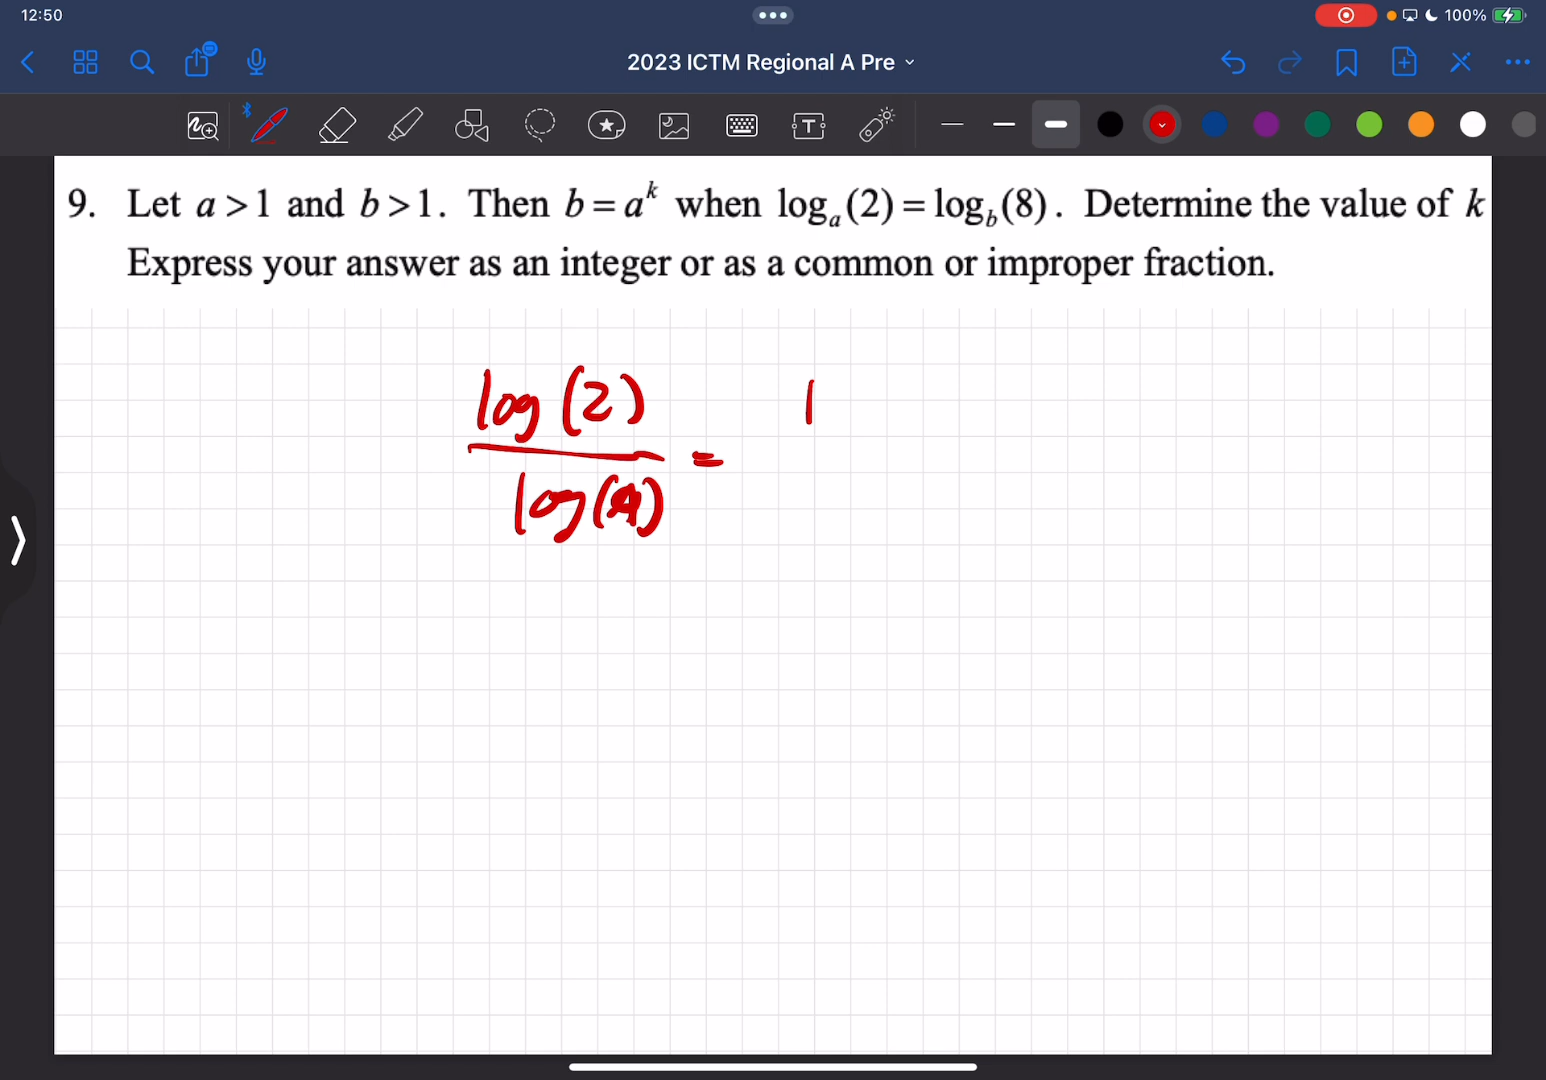 12:50
100%
2023 ICTM Regional A Pre
9. Let a > 1 and b > 1. Then b = a^k when log_a(2) = log_b(8). Determine the value of k
Express your answer as an integer or as a common or improper fraction.
log(2)
=
log(a)